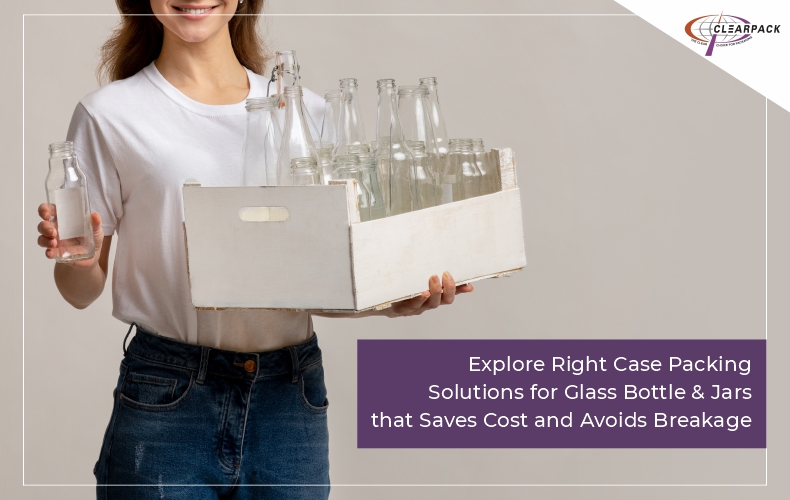 CLEARPACK
Explore Right Case Packing
Solutions for Glass Bottle & Jars
that Saves Cost and Avoids Breakage